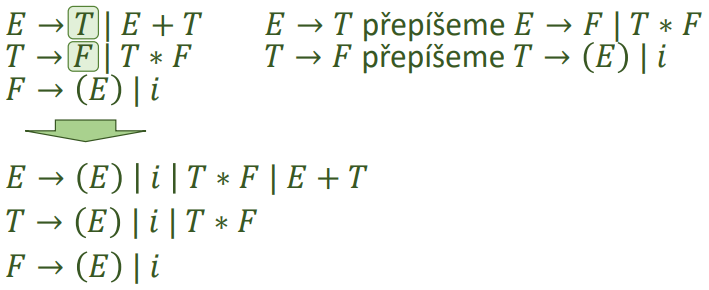 E → T | E + T    E → T přepíšeme E → F | T ∗ F
T → F | T ∗ F    T → F přepíšeme T → (E) | i
F → (E) | i
E → (E) | i | T ∗ F | E + T
T → (E) | i | T ∗ F
F → (E) | i